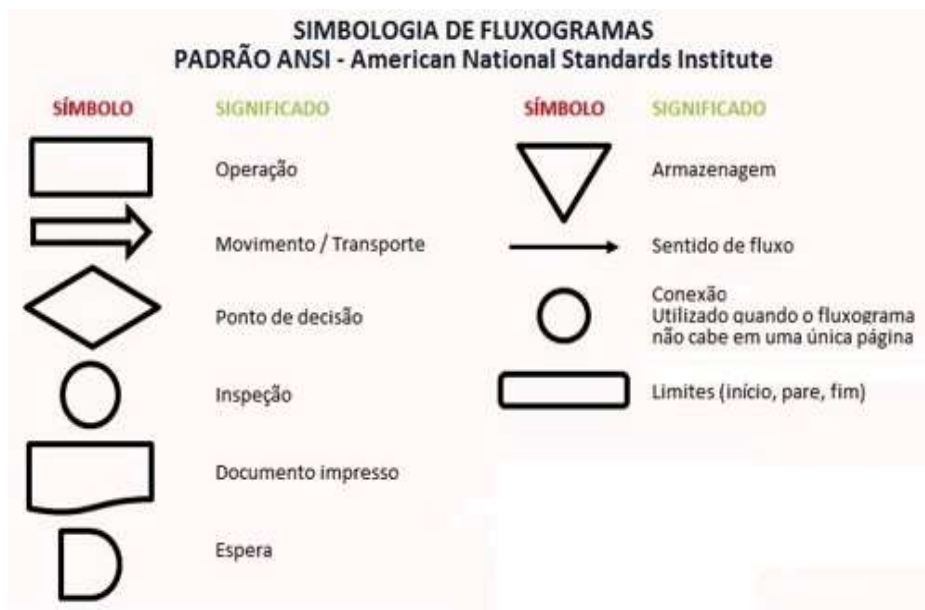 SIMBOLOGIA DE FLUXOGRAMAS
PADRÃO ANSI - American National Standards Institute
SÍMBOLO SIGNIFICADO SÍMBOLO SIGNIFICADO
Operação
Armazenagem
Movimento / Transporte
Sentido de fluxo
Ponto de decisão
Conexão
Utilizado quando o fluxograma
não cabe em uma única página
Inspeção
Limites (início, pare, fim)
Documento impresso
Espera